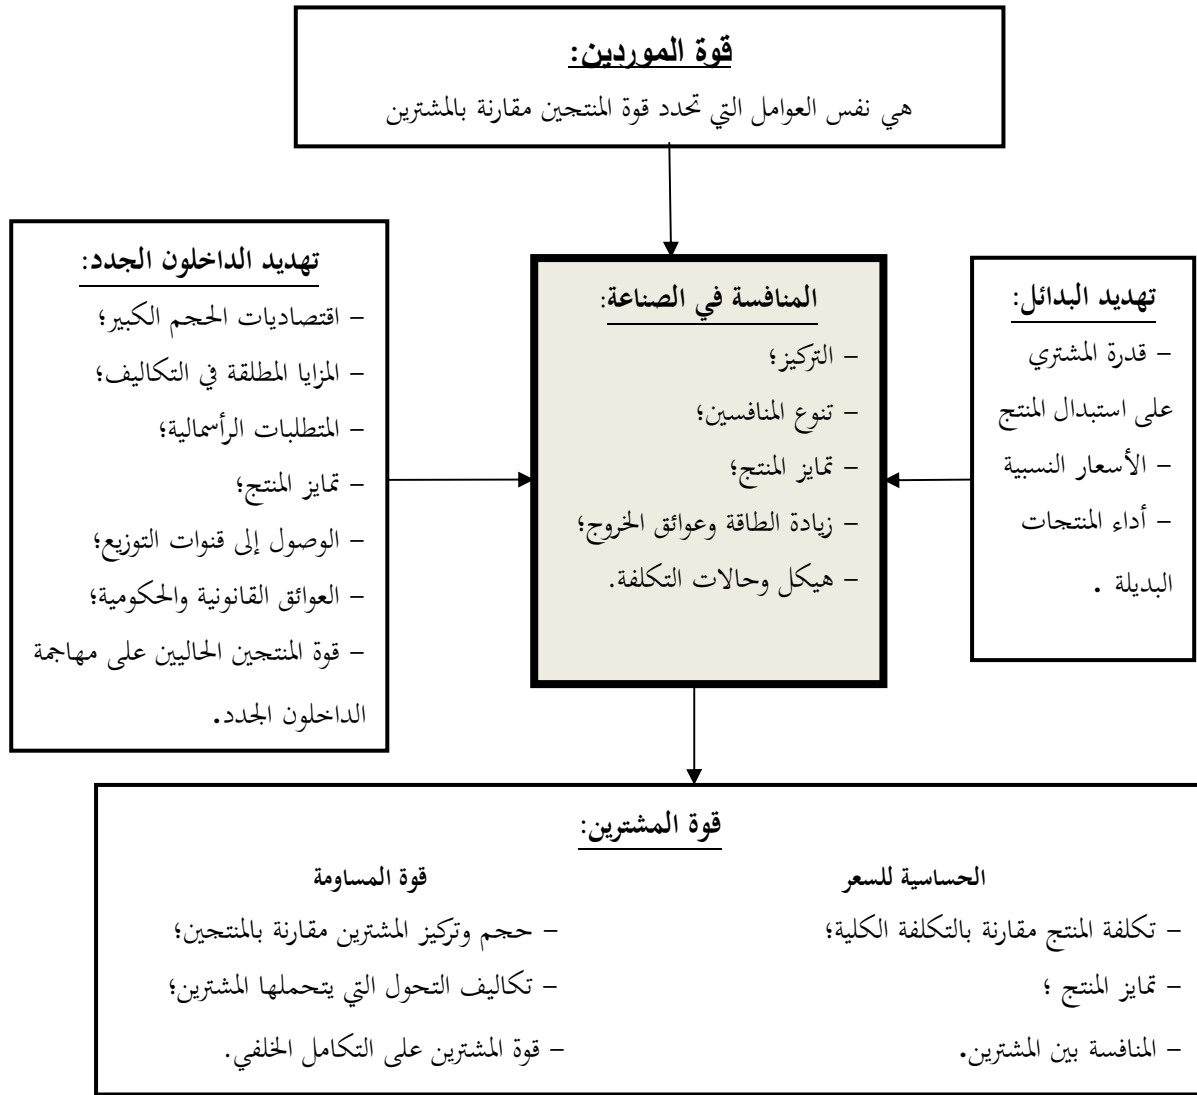 قوة الموردين:
هي نفس العوامل التي تحدد قوة المنتجين مقارنة بالمشترين
تهديد البدائل:
– قدرة المشتري
على استبدال المنتج
– الأسعار النسبية
– أداء المنتجات
البديلة .
المنافسة في الصناعة:
– التركيز؛
– تنوع المنافسين؛
– تمايز المنتج؛
– زيادة الطاقة وعوائق الخروج؛
– هيكل وحالات التكلفة.
تهديد الداخلون الجدد:
– اقتصاديات الحجم الكبير؛
– المزايا المطلقة في التكاليف؛
– المتطلبات الرأسمالية؛
– تمايز المنتج؛
– الوصول إلى قنوات التوزيع؛
– العوائق القانونية والحكومية؛
– قوة المنتجين الحاليين على مهاجمة
الداخلون الجدد.
قوة المشترين:
الحساسية للسعر
– تكلفة المنتج مقارنة بالتكلفة الكلية؛
– تمايز المنتج ؛
– المنافسة بين المشترين.
قوة المساومة
– حجم وتركيز المشترين مقارنة بالمنتجين؛
– تكاليف التحول التي يتحملها المشترين؛
– قوة المشترين على التكامل الخلفي.